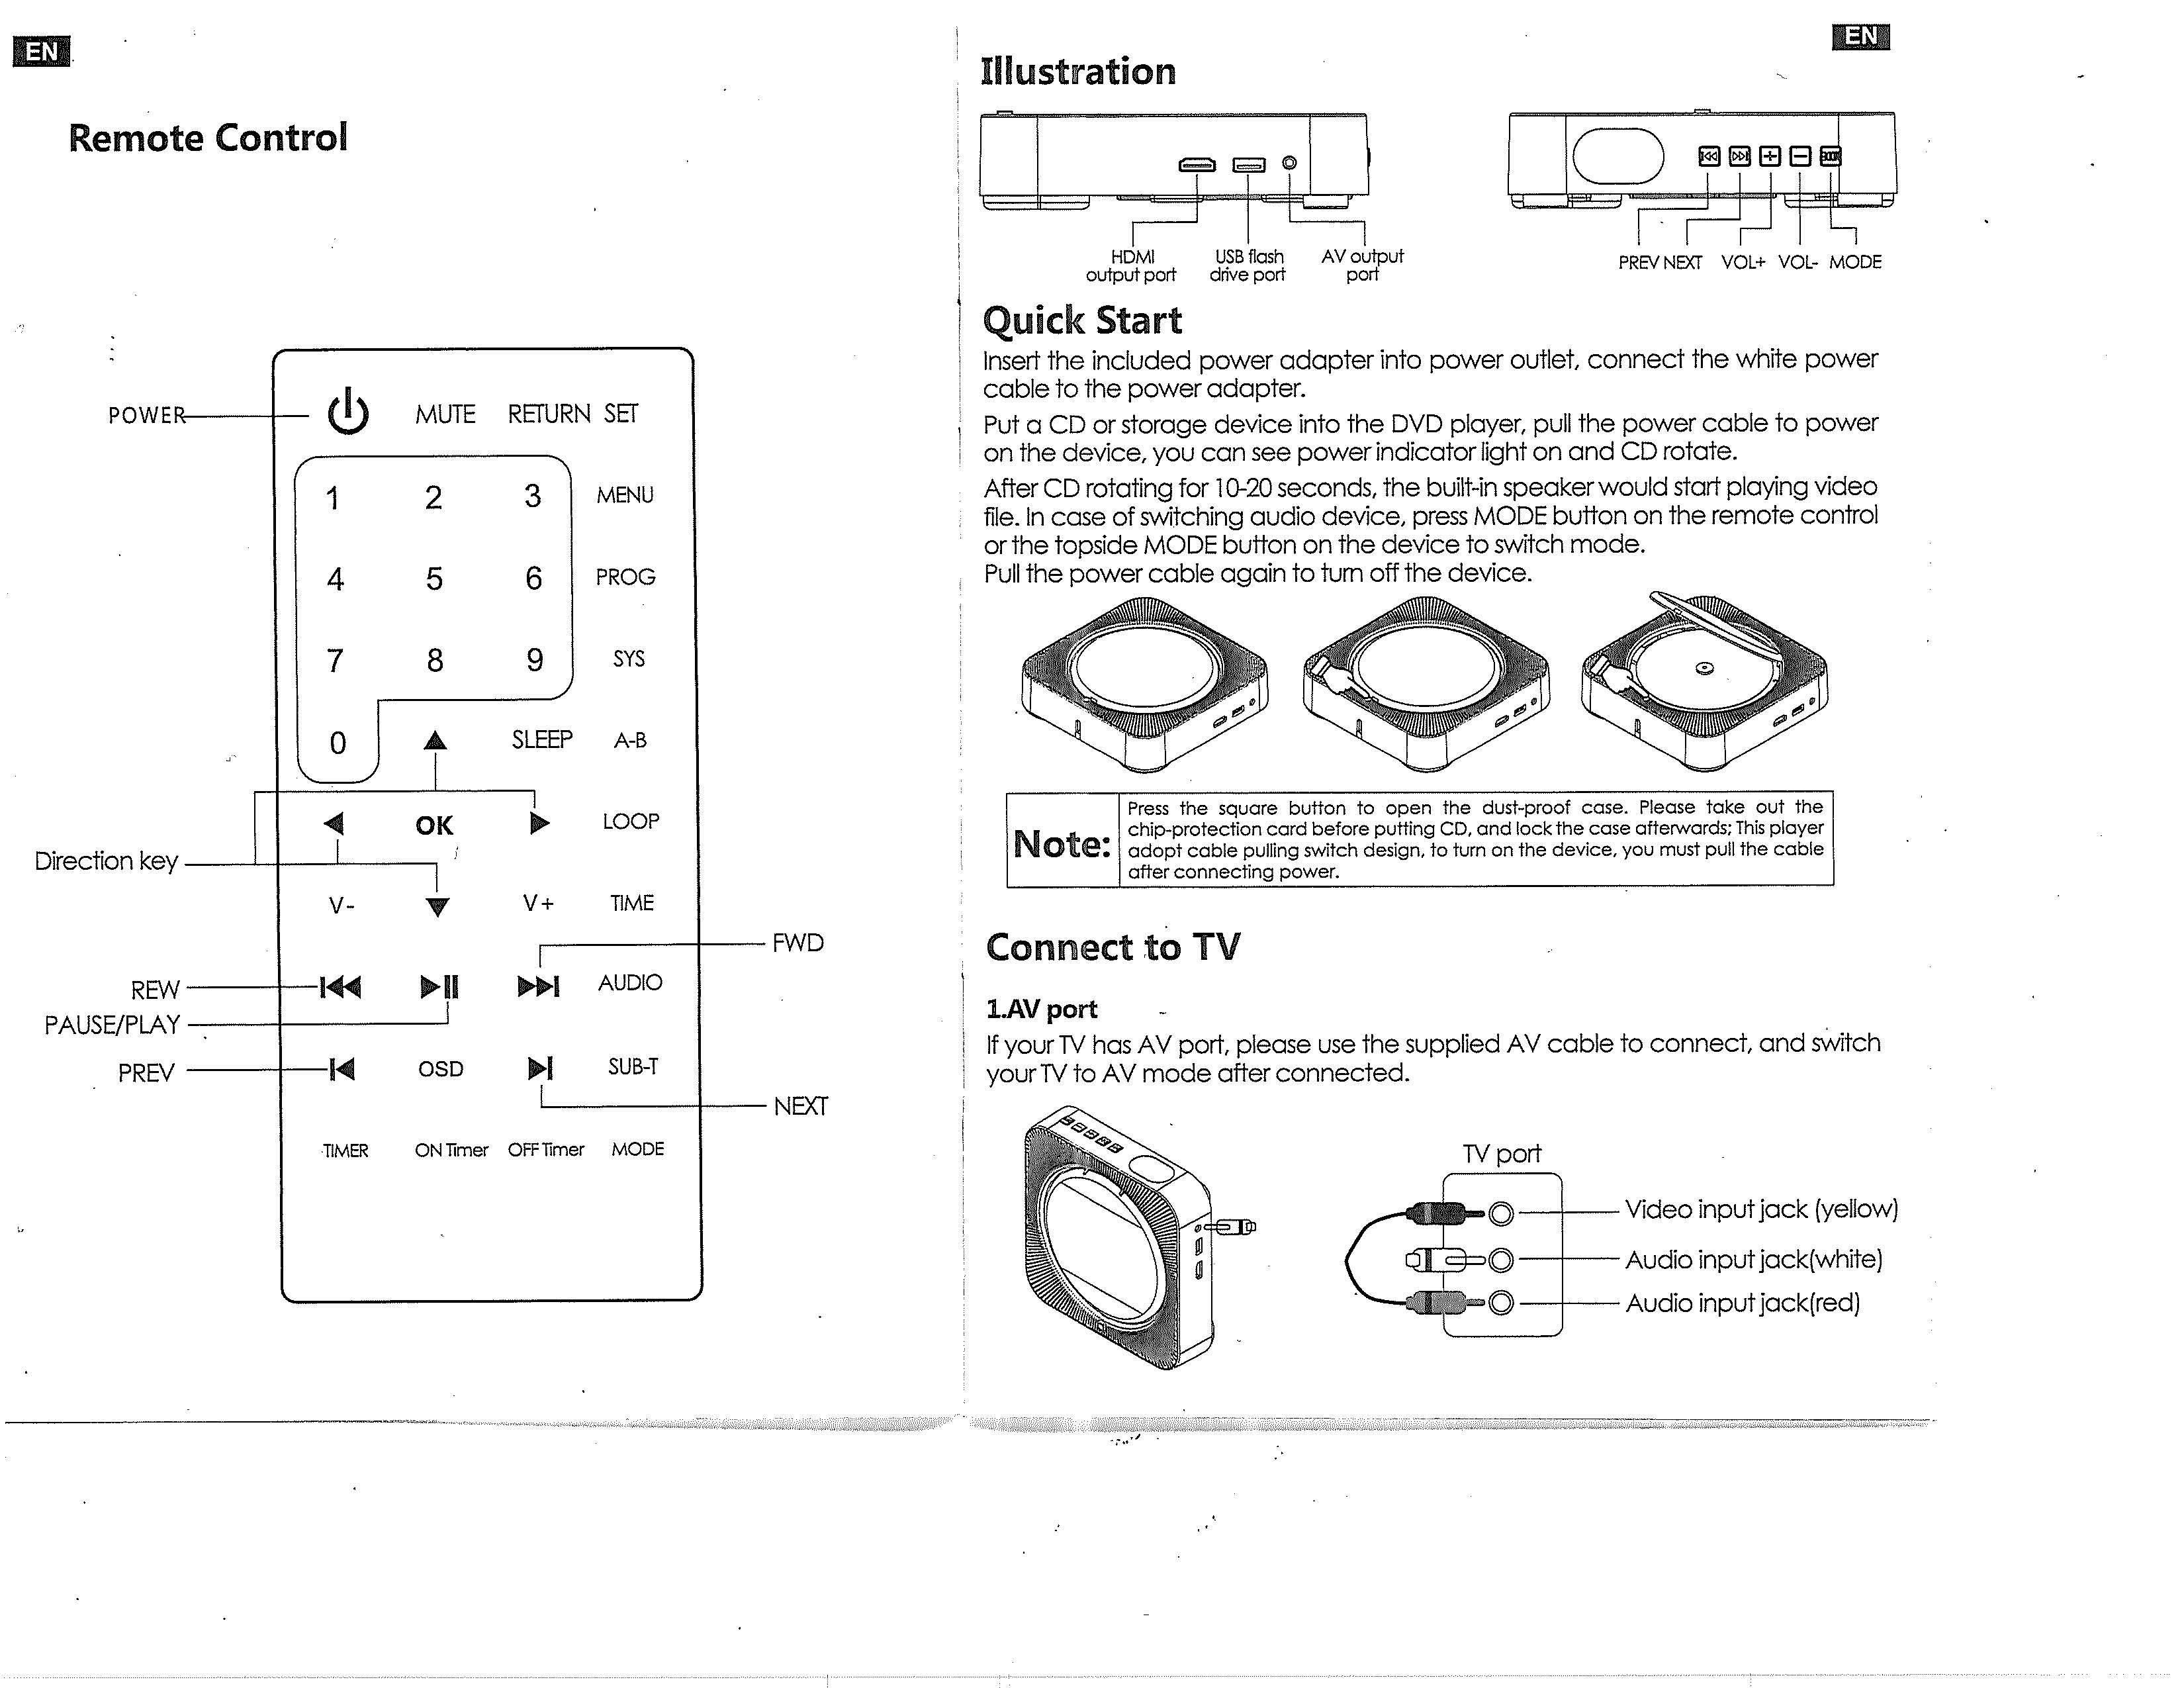 EN
Remote Control
POWER
MUTE RETURN SET
1 2 3 MENU
4 5 6 PROG
7 8 9 SYS
0 SLEEP A-B
OK LOOP
Direction key
V- V+ TIME
FWD
REW
AUDIO
PAUSE/PLAY
PREV
OSD SUB-T
NEXT
TIMER ON Timer OFF Timer MODE
EN
Illustration
HDMI
output port
USB flash
drive port
AV output
port
PREV NEXT VOL+ VOL- MODE
Quick Start
Insert the included power adapter into power outlet, connect the white power
cable to the power adapter.
Put a CD or storage device into the DVD player, pull the power cable to power
on the device, you can see power indicator light on and CD rotate.
After CD rotating for 10-20 seconds, the built-in speaker would start playing video
file. In case of switching audio device, press MODE button on the remote control
or the topside MODE button on the device to switch mode.
Pull the power cable again to turn off the device.
Note:
Press the square button to open the dust-proof case. Please take out the
chip-protection card before putting CD, and lock the case afterwards; This player
adopt cable pulling switch design, to turn on the device, you must pull the cable
after connecting power.
Connect to TV
1.AV port
If your TV has AV port, please use the supplied AV cable to connect, and switch
your TV to AV mode after connected.
TV port
Video input jack (yellow)
Audio input jack(white)
Audio input jack(red)